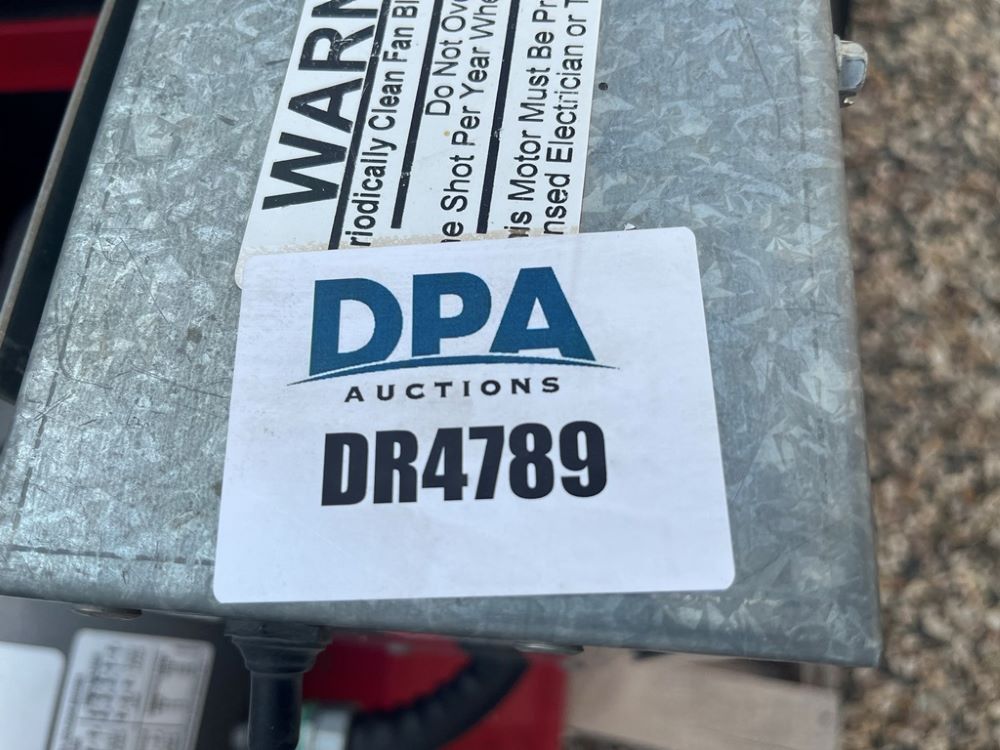 WARN
riodically Clean Fan Bl
Do Not Ove
e Shot Per Year Whe
is Motor Must Be Pr
nsed Electrician or T
DPA
AUCTIONS
DR4789